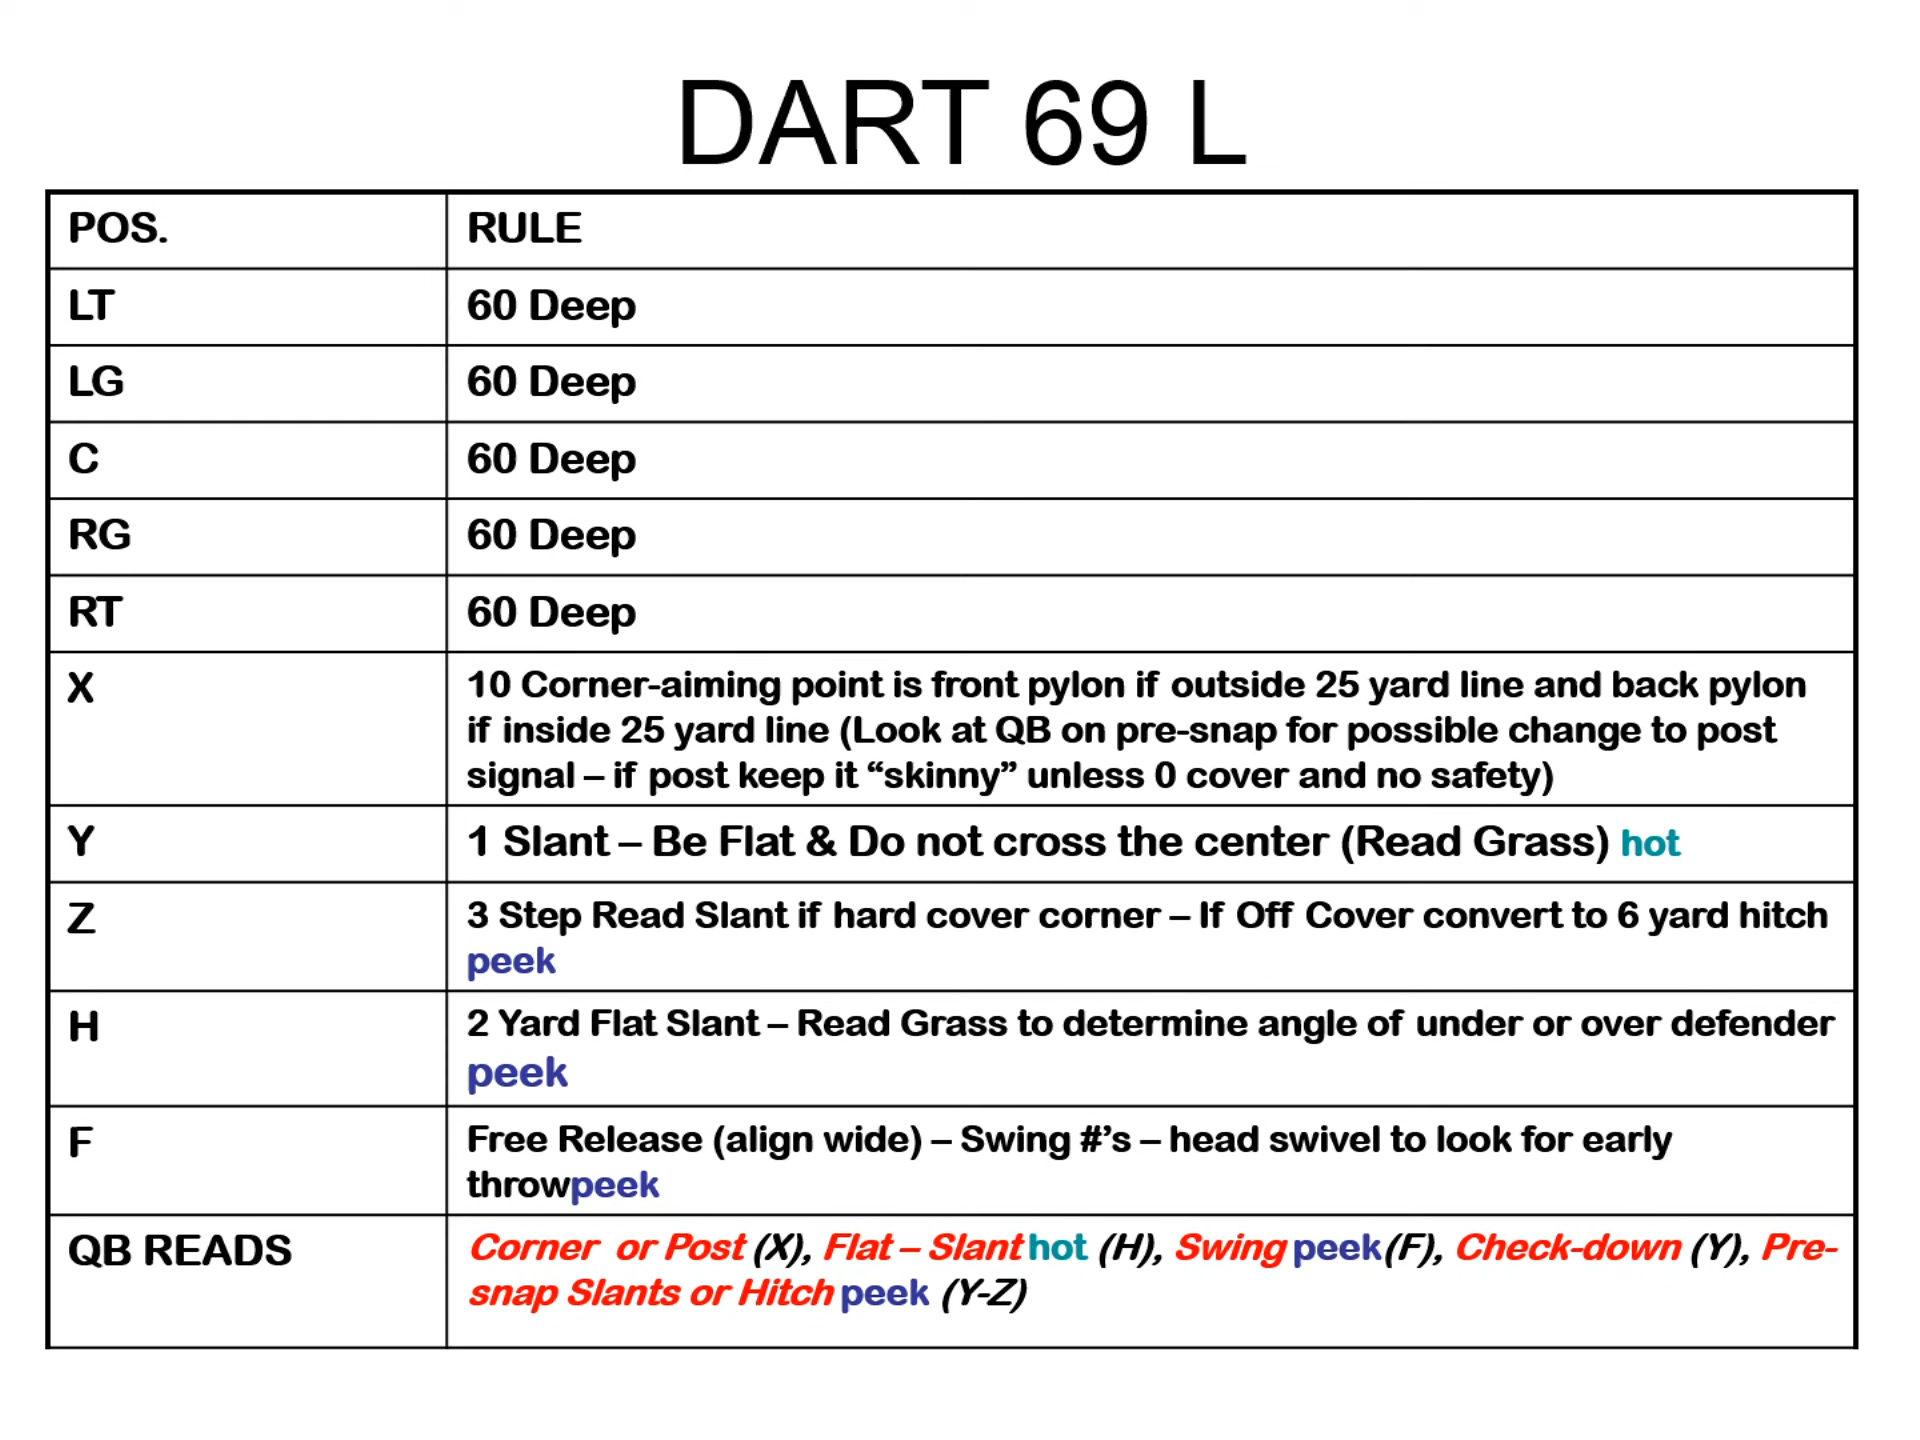 DART 69 L
POS. RULE
LT 60 Deep
LG 60 Deep
C 60 Deep
RG 60 Deep
RT 60 Deep
X 10 Corner-aiming point is front pylon if outside 25 yard line and back pylon
if inside 25 yard line (Look at QB on pre-snap for possible change to post
signal – if post keep it “skinny” unless 0 cover and no safety)
Y 1 Slant – Be Flat & Do not cross the center (Read Grass) hot
Z 3 Step Read Slant if hard cover corner – If Off Cover convert to 6 yard hitch
peek
H 2 Yard Flat Slant – Read Grass to determine angle of under or over defender
peek
F Free Release (align wide) – Swing #’s – head swivel to look for early
throwpeek
QB READS Corner or Post (X), Flat – Slant hot (H), Swing peek(F), Check-down (Y), Pre-
snap Slants or Hitch peek (Y-Z)